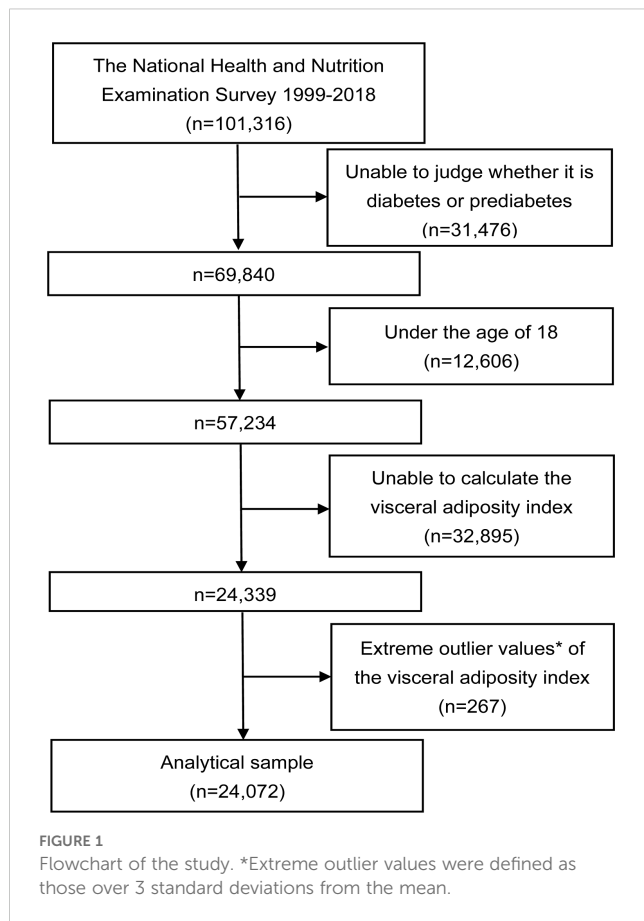 The National Health and Nutrition
Examination Survey 1999-2018
(n=101,316)
Unable to judge whether it is
diabetes or prediabetes
(n=31,476)
n=69,840
Under the age of 18
(n=12,606)
n=57,234
Unable to calculate the
visceral adiposity index
(n=32,895)
n=24,339
Extreme outlier values* of
the visceral adiposity index
(n=267)
Analytical sample
(n=24,072)
FIGURE 1
Flowchart of the study. *Extreme outlier values were defined as
those over 3 standard deviations from the mean.